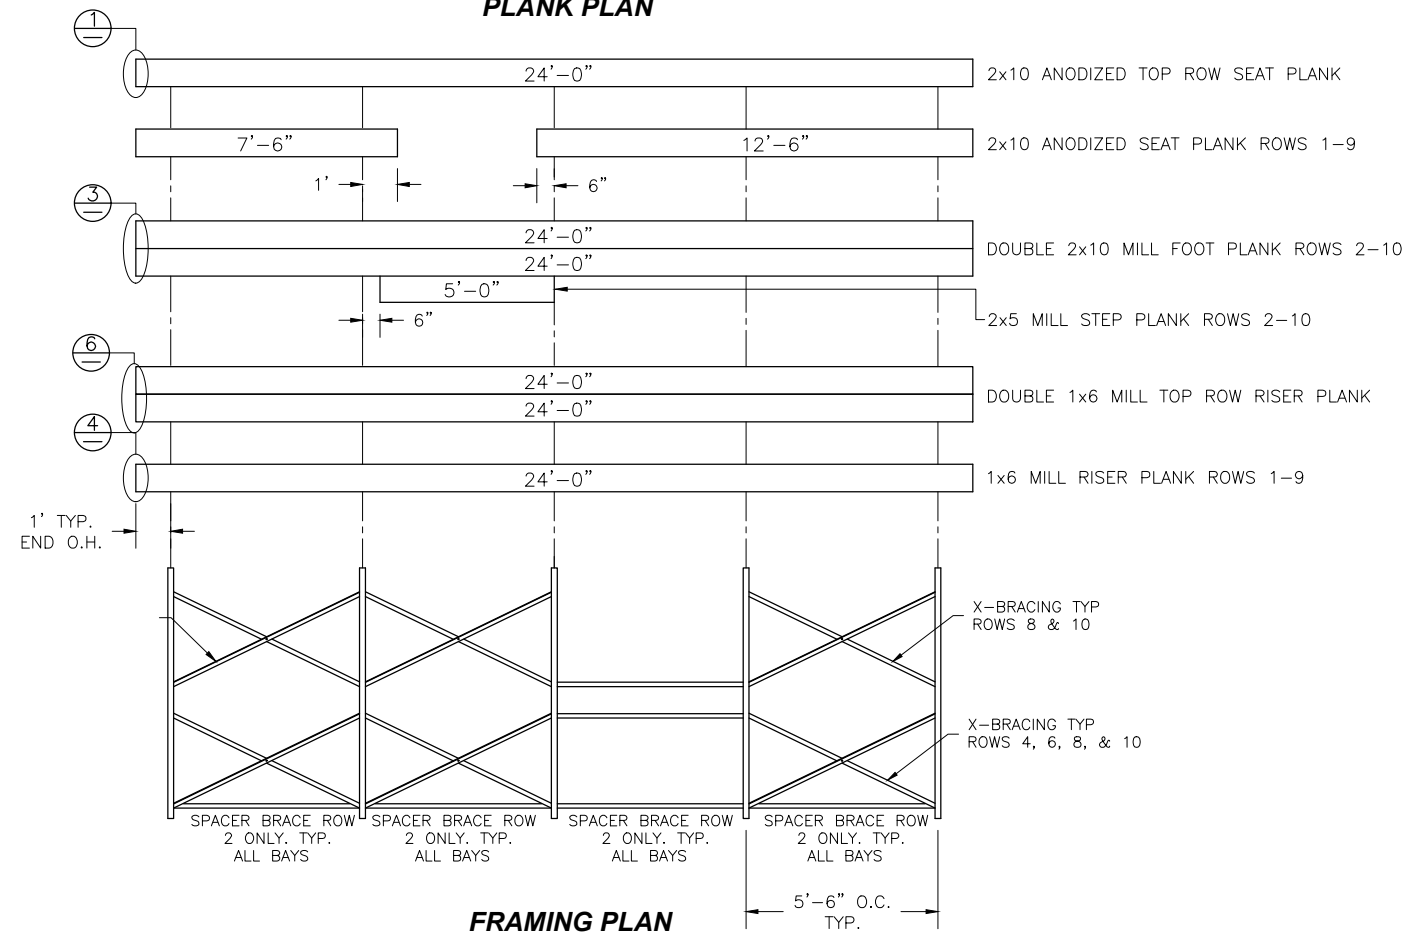 PLANK PLAN
1
24'-0"
2x10 ANODIZED TOP ROW SEAT PLANK
7'-6"
12'-6"
2x10 ANODIZED SEAT PLANK ROWS 1-9
1'
6"
3
24'-0"
24'-0"
DOUBLE 2x10 MILL FOOT PLANK ROWS 2-10
5'-0"
6"
2x5 MILL STEP PLANK ROWS 2-10
6
24'-0"
24'-0"
DOUBLE 1x6 MILL TOP ROW RISER PLANK
4
24'-0"
1x6 MILL RISER PLANK ROWS 1-9
1' TYP.
END O.H.
X-BRACING TYP
ROWS 8 & 10
X-BRACING TYP
ROWS 4, 6, 8, & 10
SPACER BRACE ROW
2 ONLY. TYP.
ALL BAYS
SPACER BRACE ROW
2 ONLY. TYP.
ALL BAYS
SPACER BRACE ROW
2 ONLY. TYP.
ALL BAYS
SPACER BRACE ROW
2 ONLY. TYP.
ALL BAYS
5'-6" O.C.
TYP.
FRAMING PLAN